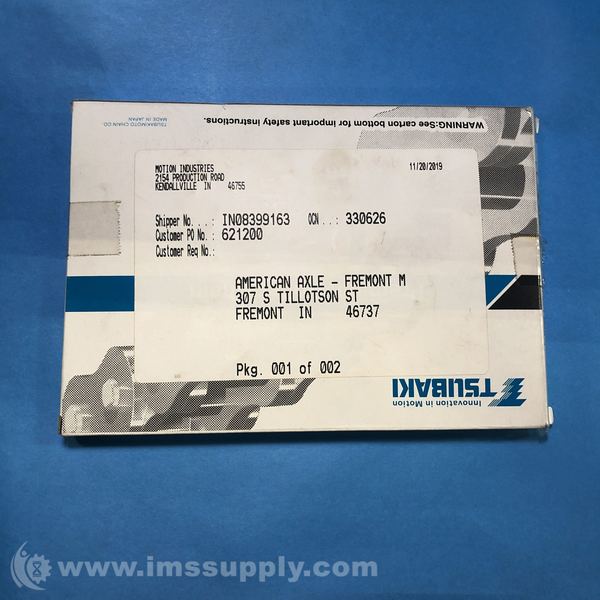 TSUBAKIMOTO CHAIN CO.
MADE IN JAPAN
WARNING:See carton bottom for important safety instructions.
MOTION INDUSTRIES
2154 PRODUCTION ROAD
KENDALLVILLE IN 46755
11/20/2019
Shipper No. . . .: IN08399163 OCN . . .: 330626
Customer PO No. : 621200
Customer Req No.:
AMERICAN AXLE - FREMONT M
307 S TILLOTSON ST
FREMONT IN 46737
Pkg. 001 of 002
TSUBAKI
Innovation in Motion
www.imssupply.com